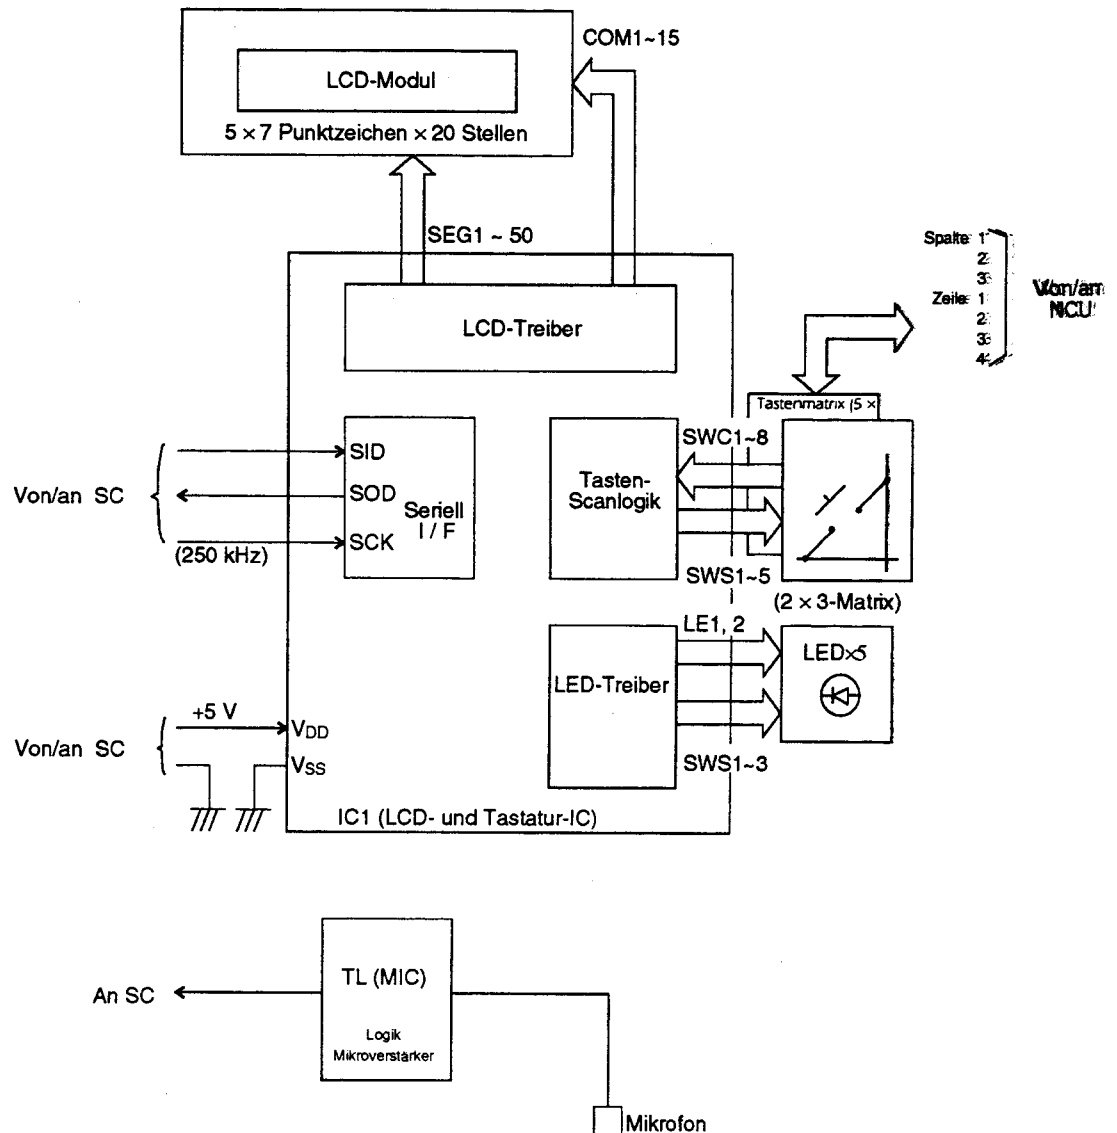 COM1~15
LCD-Modul
5 × 7 Punktzeichen × 20 Stellen
SEG1 ~ 50
Spalte 1
2
3
Zeile 1
2
3
4
Von/an
NCU
LCD-Treiber
Tastenmatrix (5 ×
SWC1~8
Von/an SC
SID
SOD
SCK
(250 kHz)
Seriell
I / F
Tasten-
Scanlogik
SWS1~5
(2 × 3-Matrix)
LE1, 2
LED-Treiber
LED×5
SWS1~3
Von/an SC
+5 V
VDD
VSS
IC1 (LCD- und Tastatur-IC)
An SC
TL (MIC)
Logik
Mikroverstärker
Mikrofon